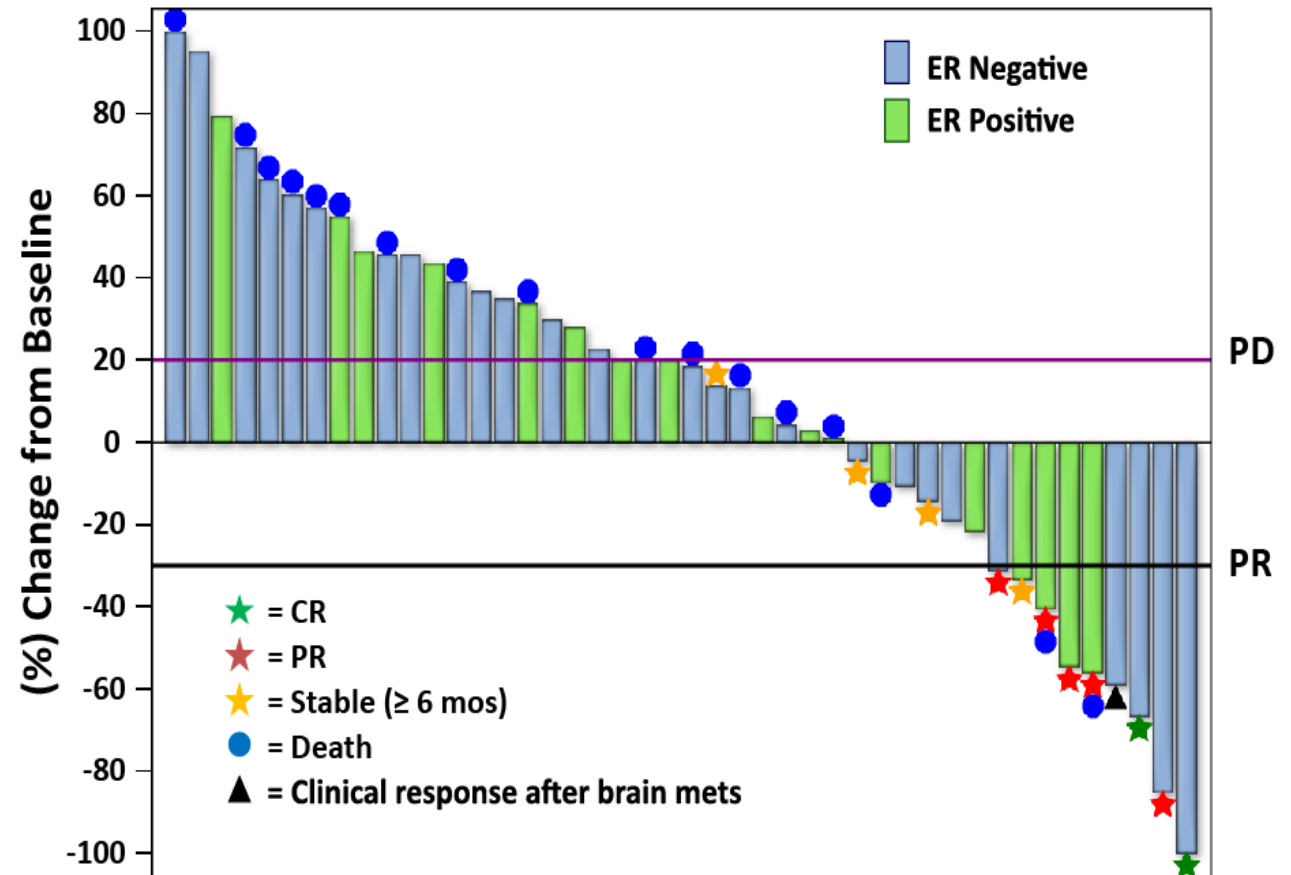 (%) Change from Baseline
100
80
60
40
20
0
-20
-40
-60
-80
-100
ER Negative
ER Positive
PD
PR
= CR
= PR
= Stable (≥ 6 mos)
= Death
= Clinical response after brain mets